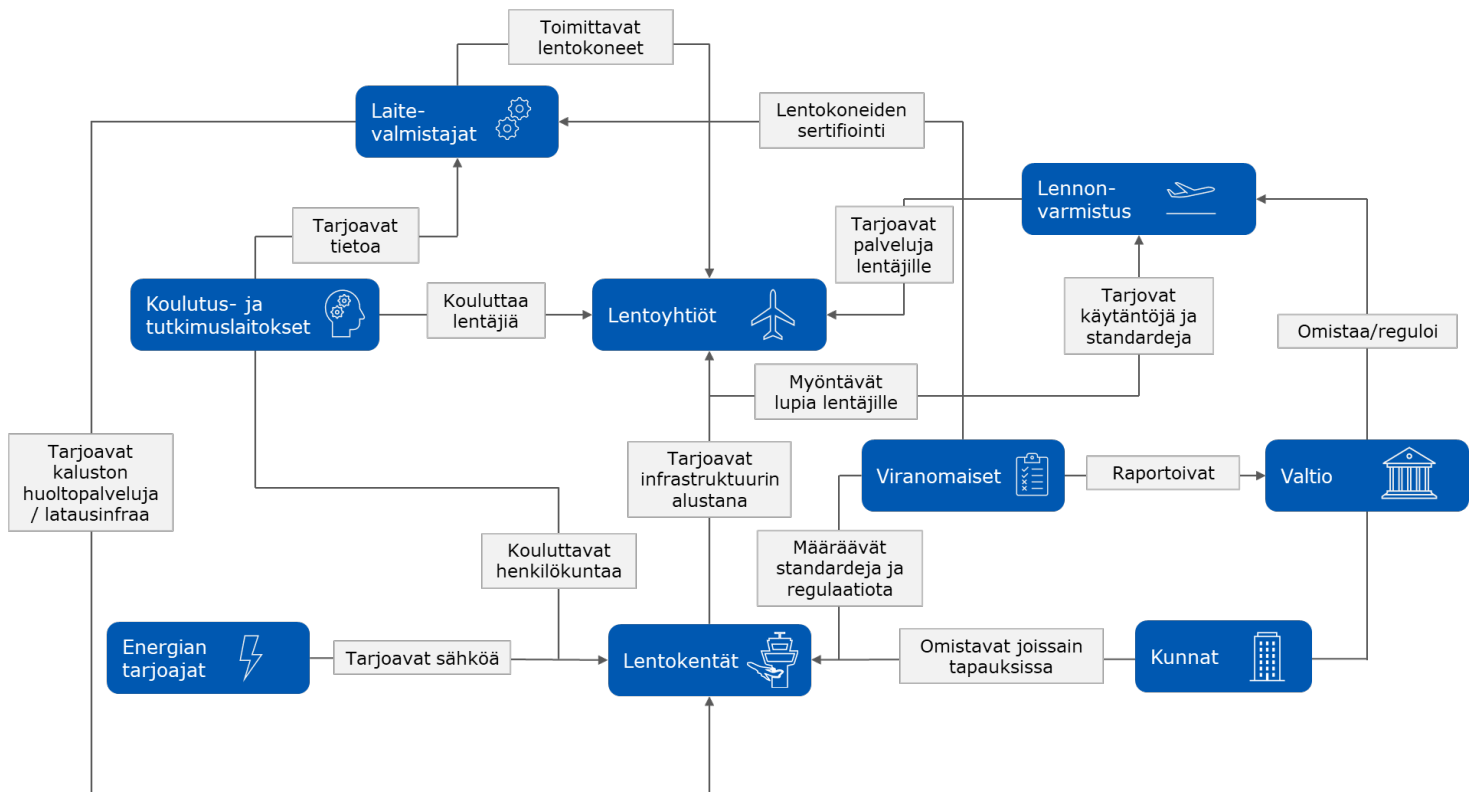 Toimittavat
lentokoneet
Laite-
valmistajat
Lentokoneiden
sertifiointi
Lennon-
varmistus
Tarjoavat
tietoa
Tarjoavat
palveluja
lentäjille
Koulutus- ja
tutkimuslaitokset
Kouluttaa
lentäjiä
Lentoyhtiöt
Tarjovat
käytäntöjä ja
standardeja
Omistaa/reguloi
Myöntävät
lupia lentäjille
Tarjoavat
kaluston
huoltopalveluja
/ latausinfraa
Tarjoavat
infrastruktuurin
alustana
Viranomaiset
Raportoivat
Valtio
Kouluttavat
henkilökuntaa
Määräävät
standardeja ja
regulaatiota
Energian
tarjoajat
Tarjoavat sähköä
Lentokentät
Omistavat joissain
tapauksissa
Kunnat